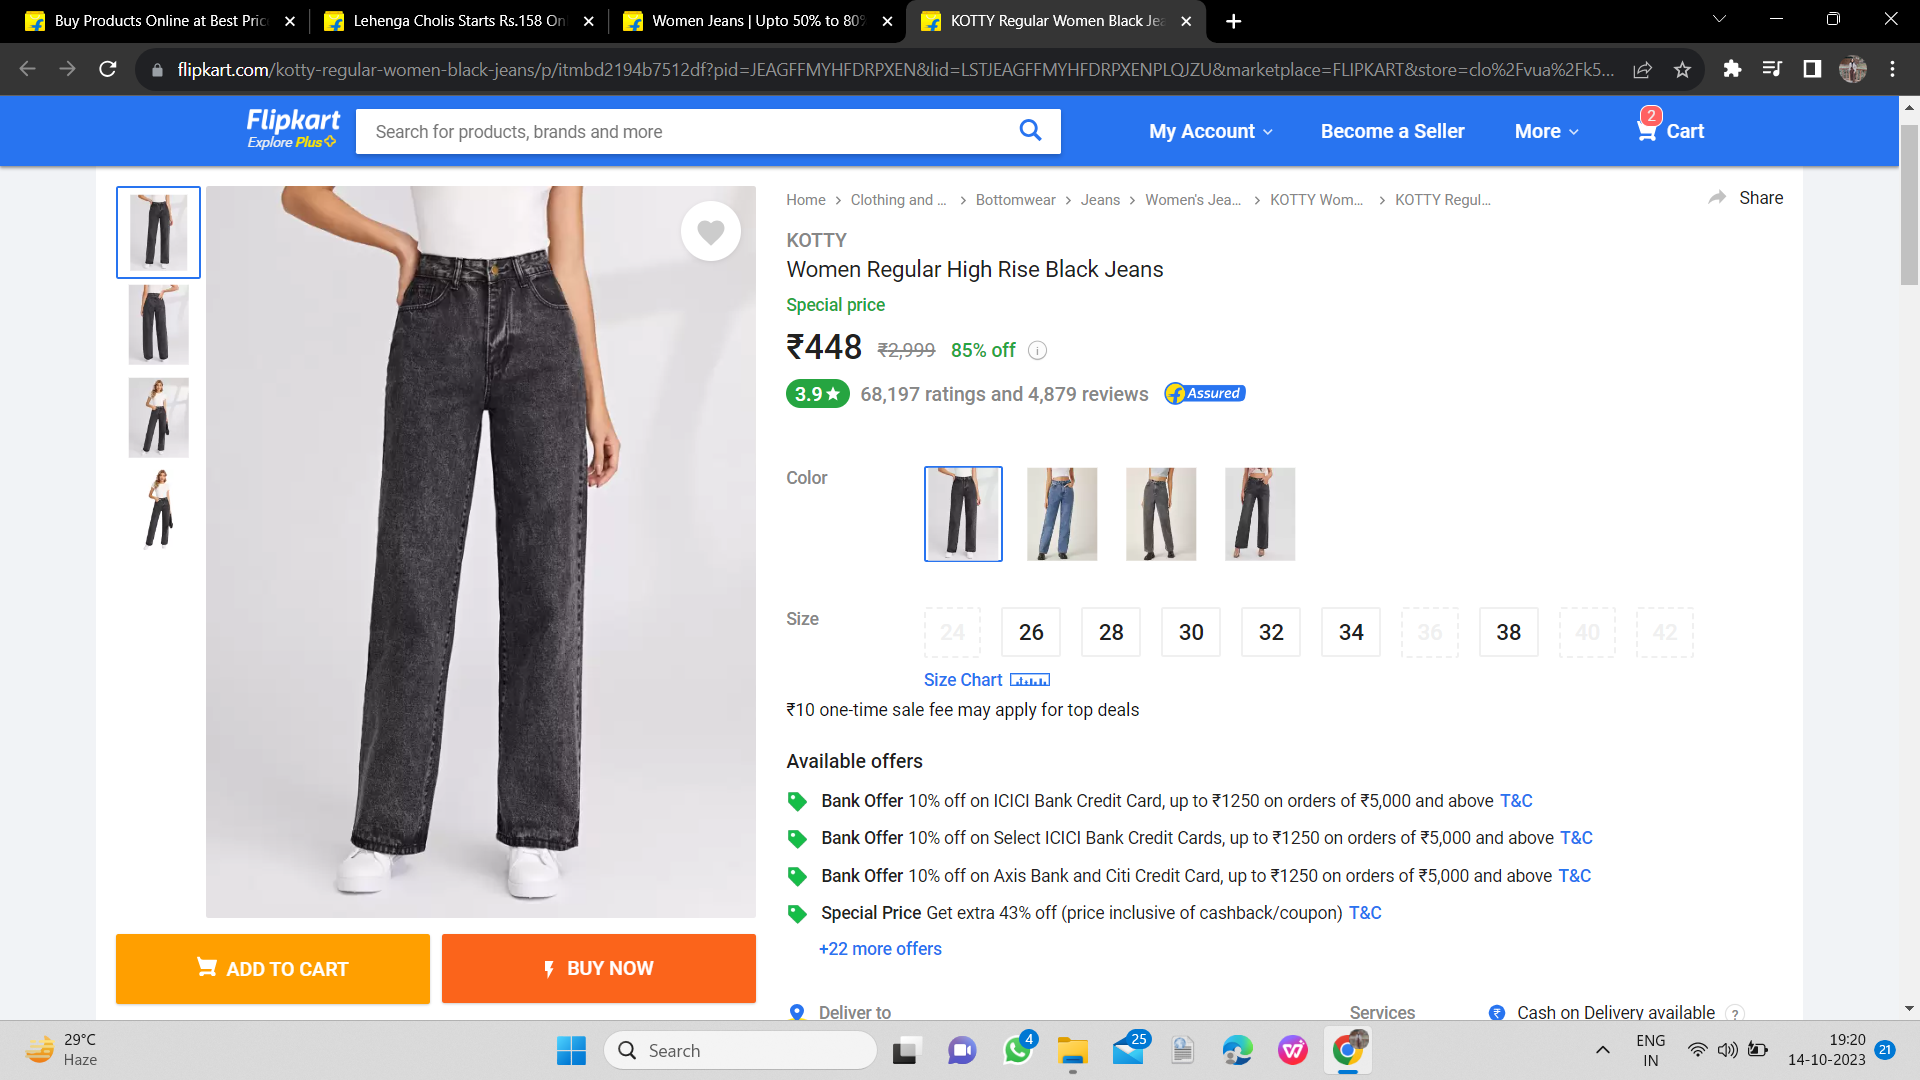 Buy Products Online at Best Pric
Lehenga Cholis Starts Rs.158 On
Women Jeans | Upto 50% to 80%
KOTTY Regular Women Black Jea
flipkart.com/kotty-regular-women-black-jeans/p/itmbd2194b7512df?pid=JEAGFFMYHFDRPXEN&lid=LSTJEAGFFMYHFDRPXENPLQJZU&marketplace=FLIPKART&store=clo%2Fvua%2Fk5...
Flipkart
Explore Plus
Search for products, brands and more
My Account
Become a Seller
More
2
Cart
Home > Clothing and ... > Bottomwear > Jeans > Women's Jea... > KOTTY Wom... > KOTTY Regul...
Share
KOTTY
Women Regular High Rise Black Jeans
Special price
₹448 ₹2,999 85% off
3.9★ 68,197 ratings and 4,879 reviews Assured
Color
Size
24 26 28 30 32 34 36 38 40 42
Size Chart
₹10 one-time sale fee may apply for top deals
Available offers
Bank Offer 10% off on ICICI Bank Credit Card, up to ₹1250 on orders of ₹5,000 and above T&C
Bank Offer 10% off on Select ICICI Bank Credit Cards, up to ₹1250 on orders of ₹5,000 and above T&C
Bank Offer 10% off on Axis Bank and Citi Credit Card, up to ₹1250 on orders of ₹5,000 and above T&C
Special Price Get extra 43% off (price inclusive of cashback/coupon) T&C
+22 more offers
ADD TO CART
BUY NOW
Deliver to
Services
Cash on Delivery available ?
29°C
Haze
Search
4
25
ENG
IN
19:20
14-10-2023
21